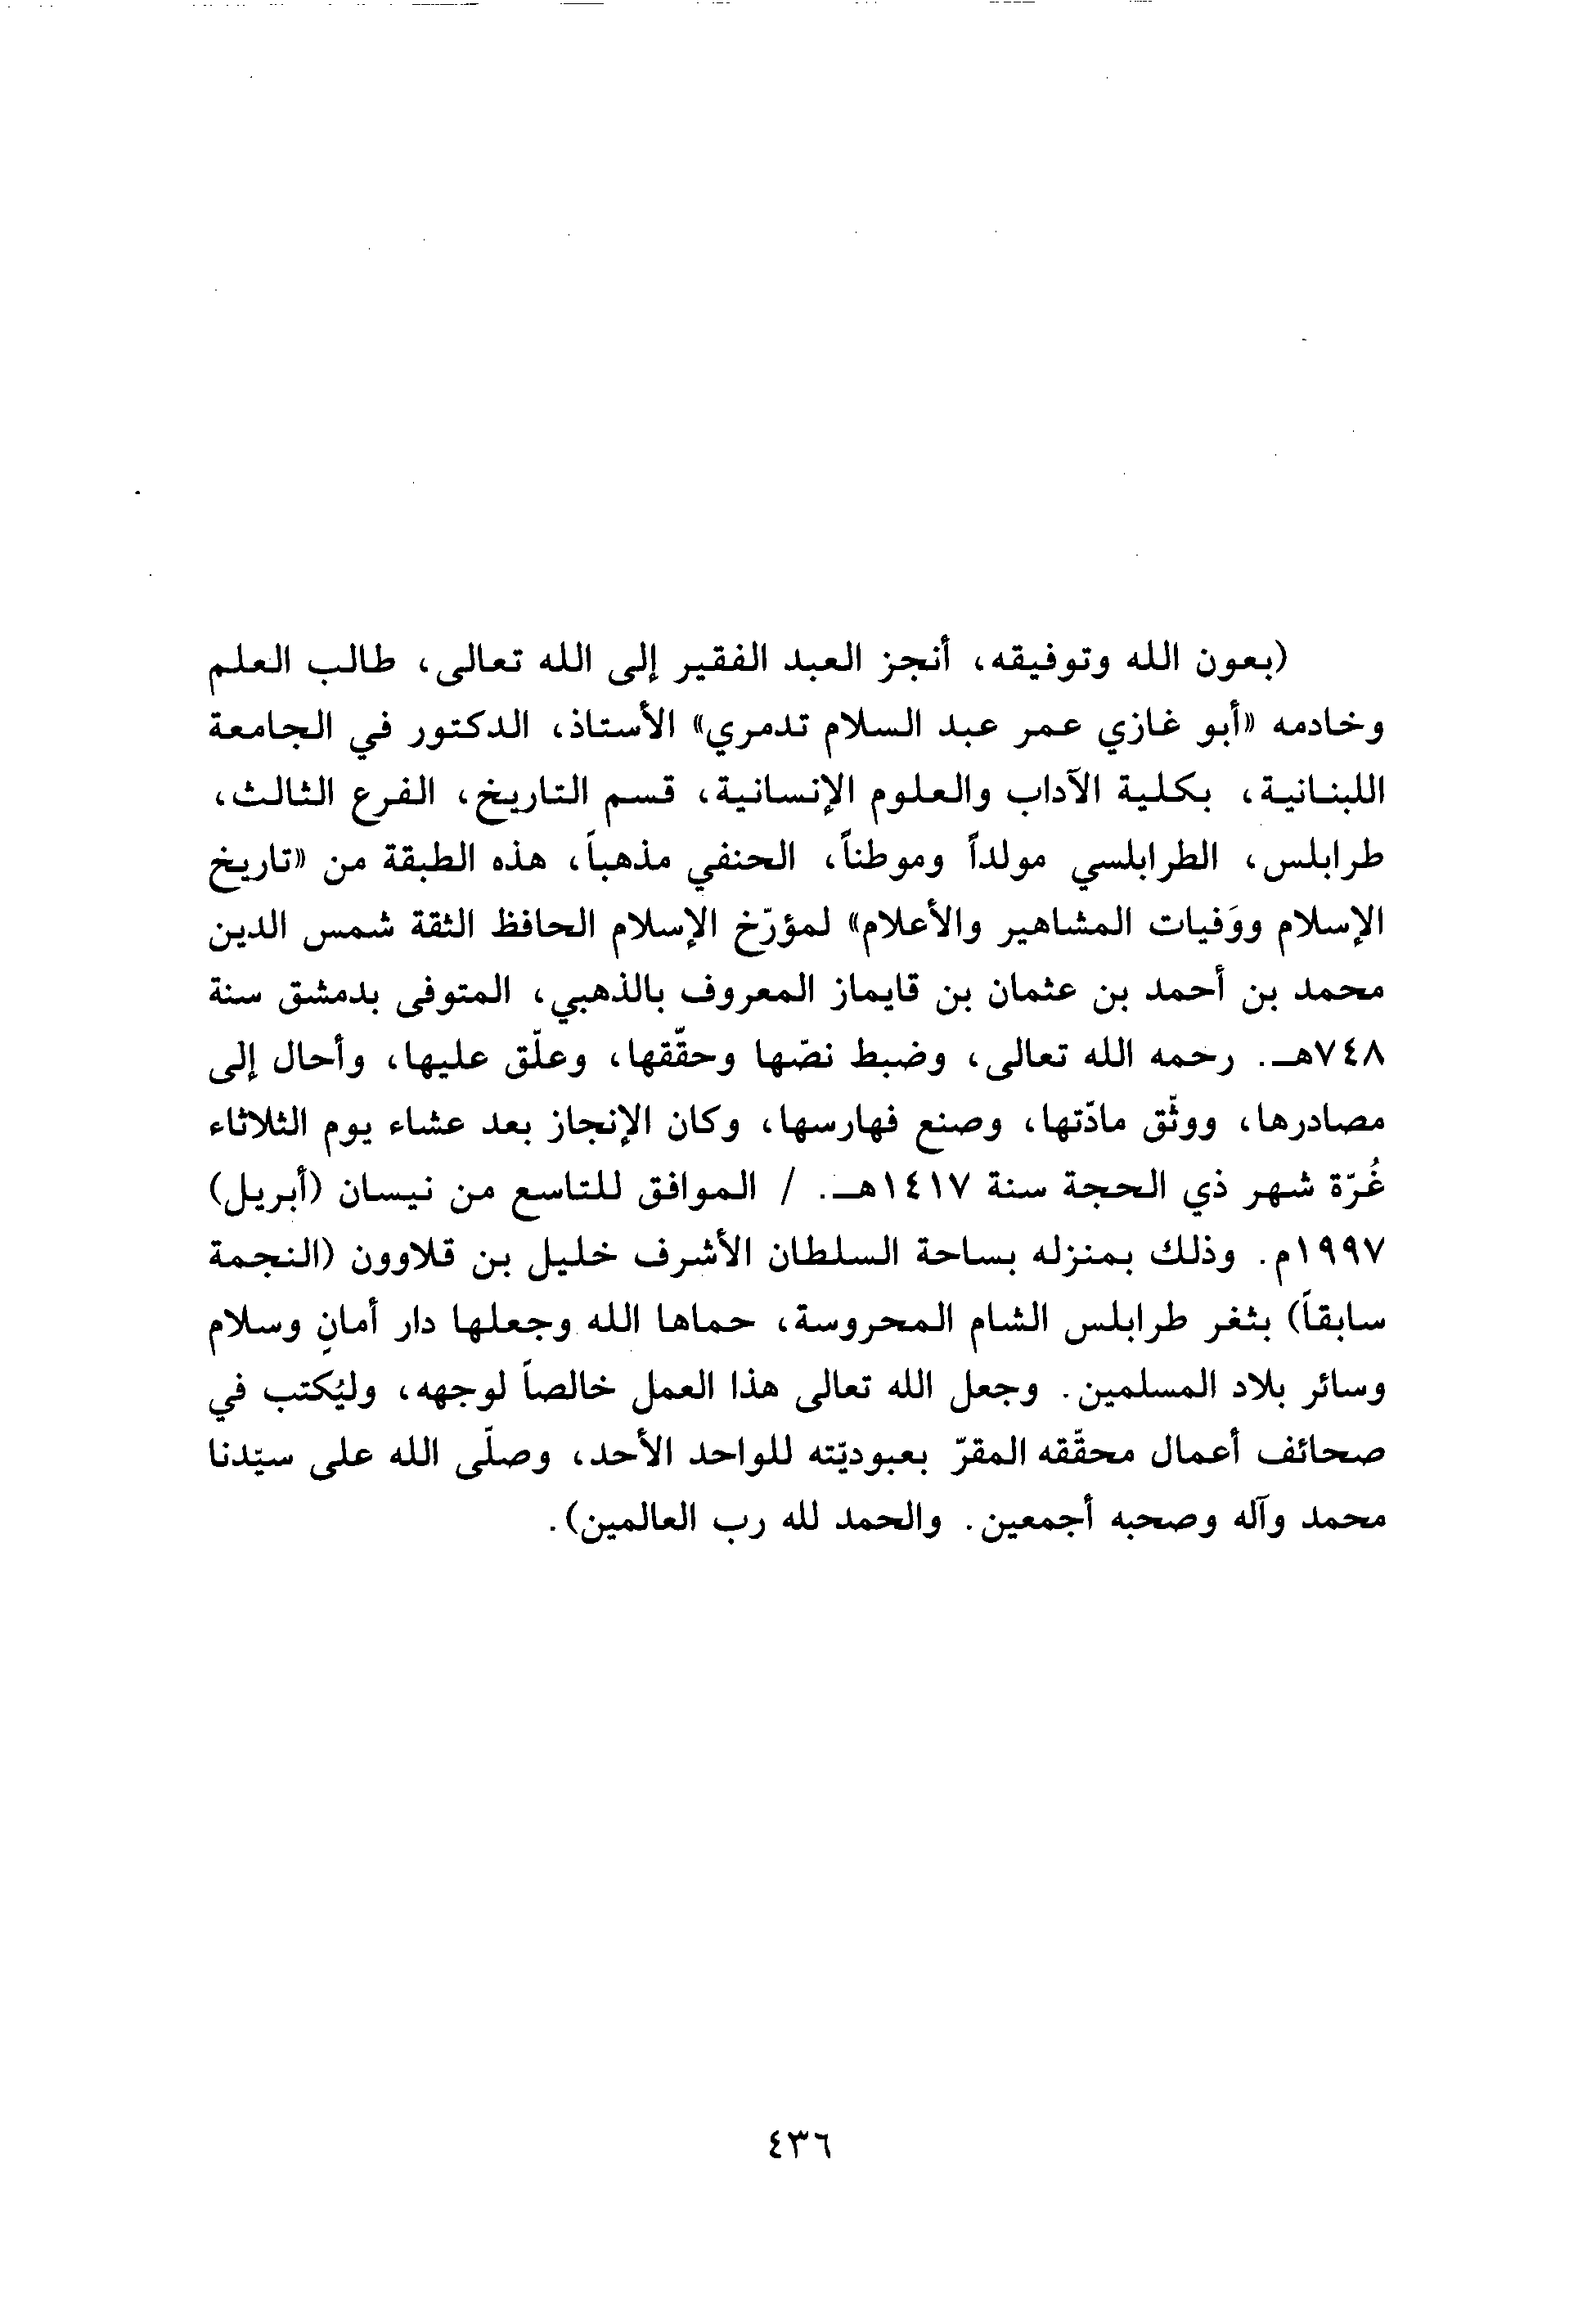 (بعون الله وتوفيقه، أنجز العبد الفقير إلى الله تعالى، طالب العلم
وخادمه «أبو غازي عمر عبد السلام تدمري» الأستاذ، الدكتور في الجامعة
اللبنانية، بكلية الآداب والعلوم الإنسانية، قسم التاريخ، الفرع الثالث،
طرابلس، الطرابلسي مولداً وموطناً، الحنفي مذهباً، هذه الطبقة من «تاريخ
الإسلام ووَفيات المشاهير والأعلام» لمؤرّخ الإسلام الحافظ الثقة شمس الدين
محمد بن أحمد بن عثمان بن قايماز المعروف بالذهبي، المتوفى بدمشق سنة
٧٤٨هـ. رحمه الله تعالى، وضبط نصّها وحقّقها، وعلّق عليها، وأحال إلى
مصادرها، ووثّق مادّتها، وصنع فهارسها، وكان الإنجاز بعد عشاء يوم الثلاثاء
غُرّة شهر ذي الحجة سنة ١٤١٧هـ. / الموافق للتاسع من نيسان (أبريل)
١٩٩٧م. وذلك بمنزله بساحة السلطان الأشرف خليل بن قلاوون (النجمة
سابقاً) بثغر طرابلس الشام المحروسة، حماها الله وجعلها دار أمانٍ وسلام
وسائر بلاد المسلمين. وجعل الله تعالى هذا العمل خالصاً لوجهه، وليُكتب في
صحائف أعمال محقّقه المقرّ بعبوديّته للواحد الأحد، وصلّى الله على سيّدنا
محمد وآله وصحبه أجمعين. والحمد لله رب العالمين).
٤٣٦